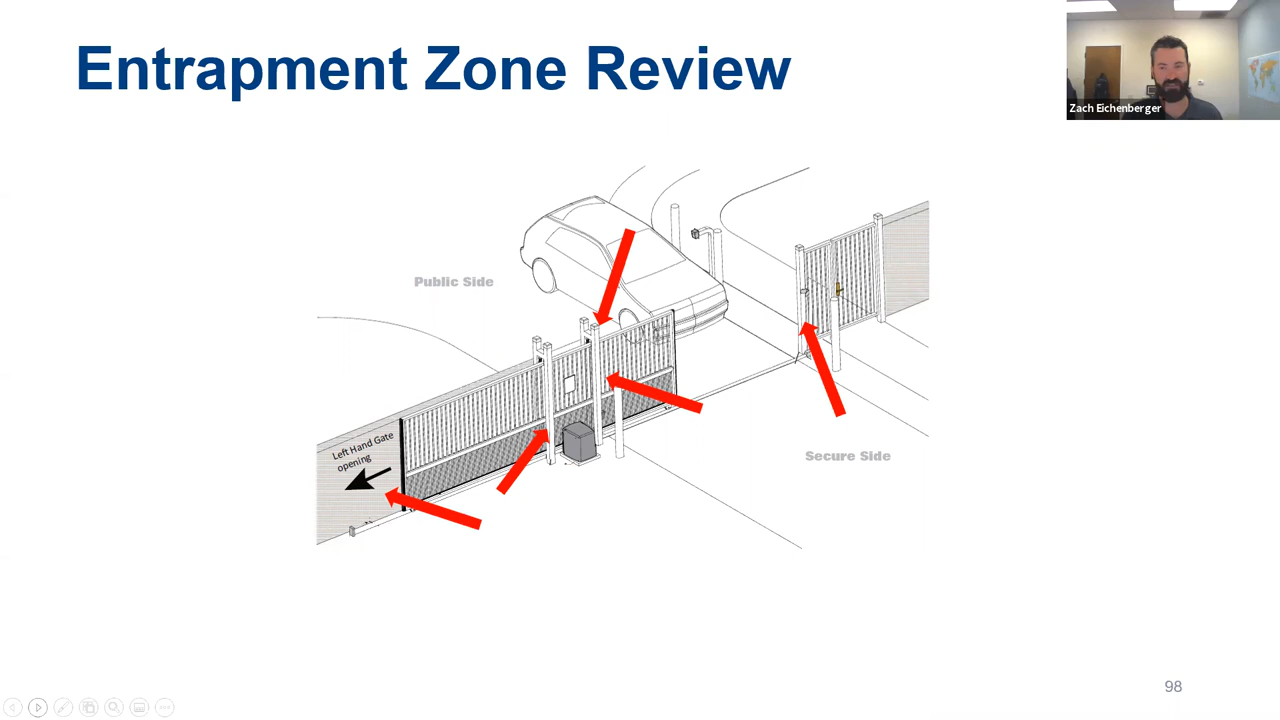 Entrapment Zone Review
Zach Eichenberger
Public Side
Left Hand Gate
opening
Secure Side
98